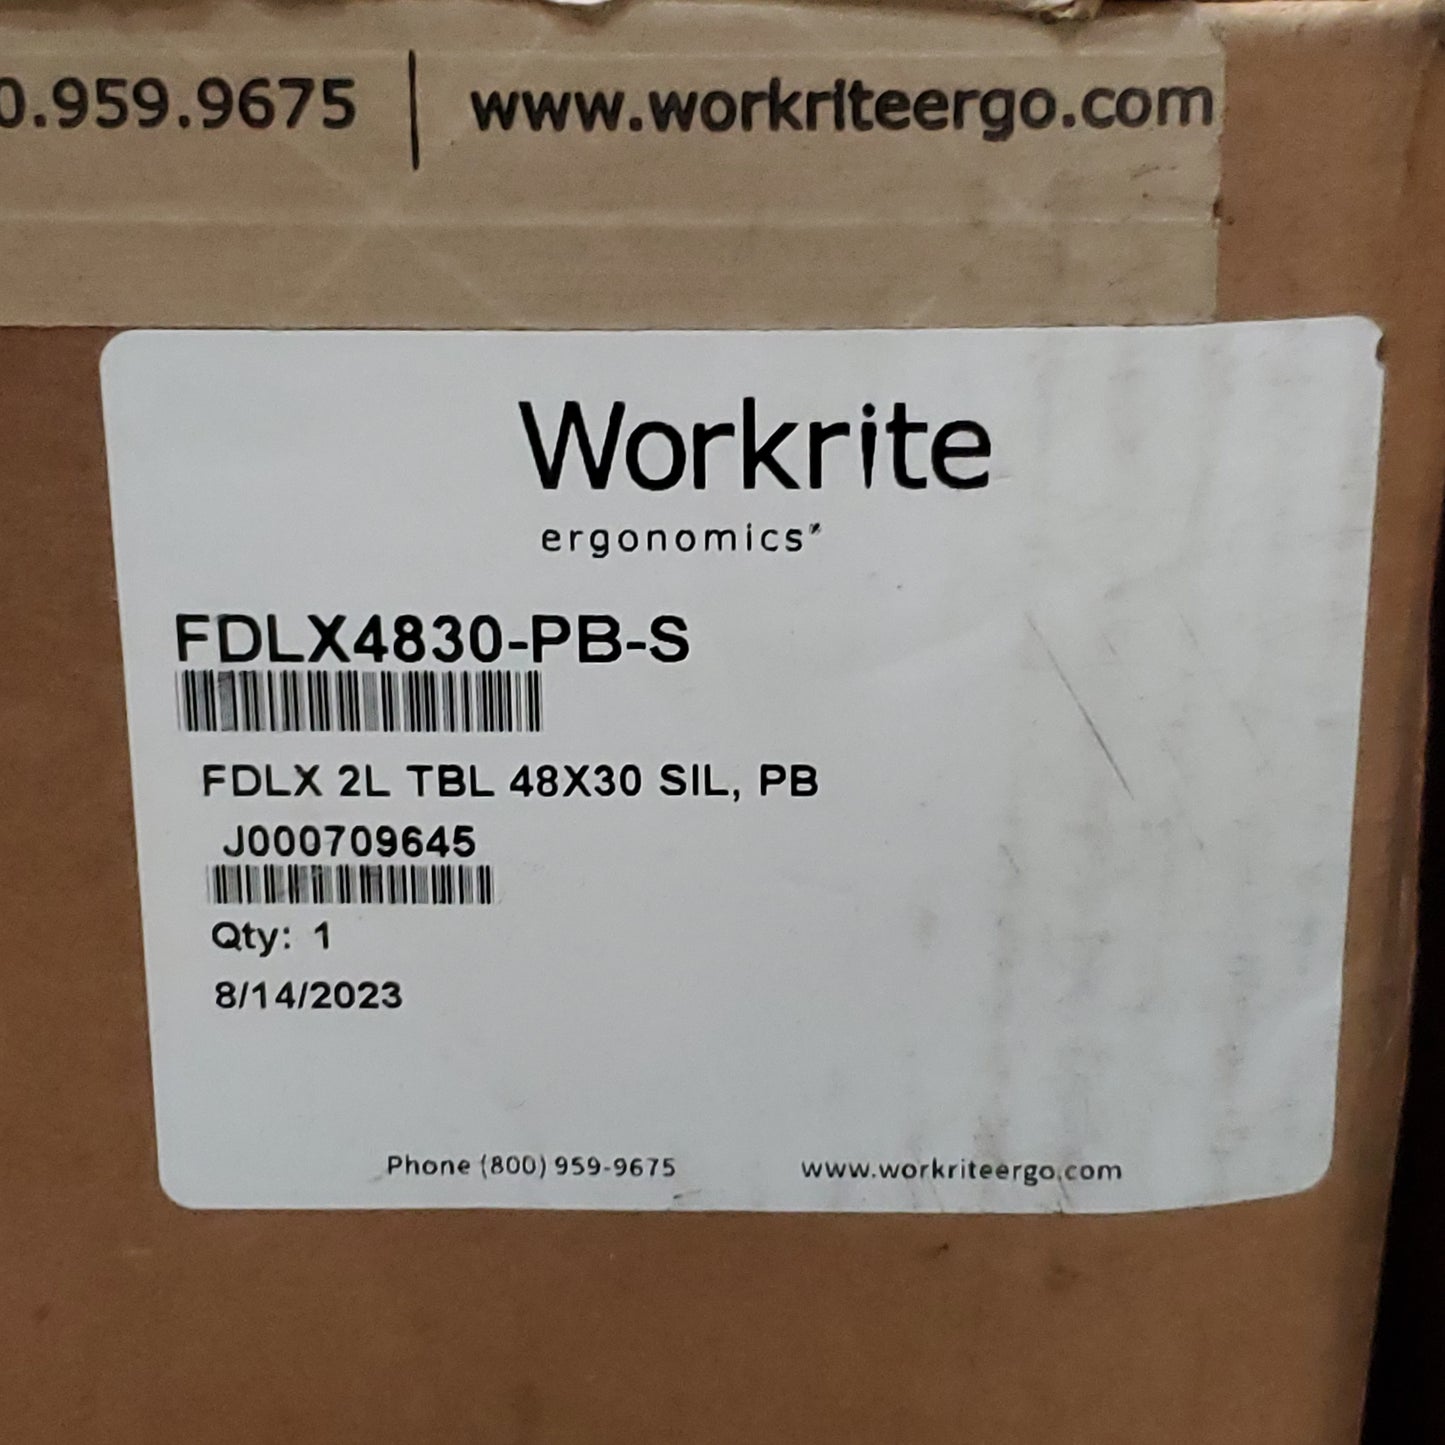 0.959.9675 | www.workriteergo.com
Workrite
ergonomics
FDLX4830-PB-S
FDLX 2L TBL 48X30 SIL, PB
J000709645
Qty: 1
8/14/2023
Phone (800) 959-9675 www.workriteergo.com